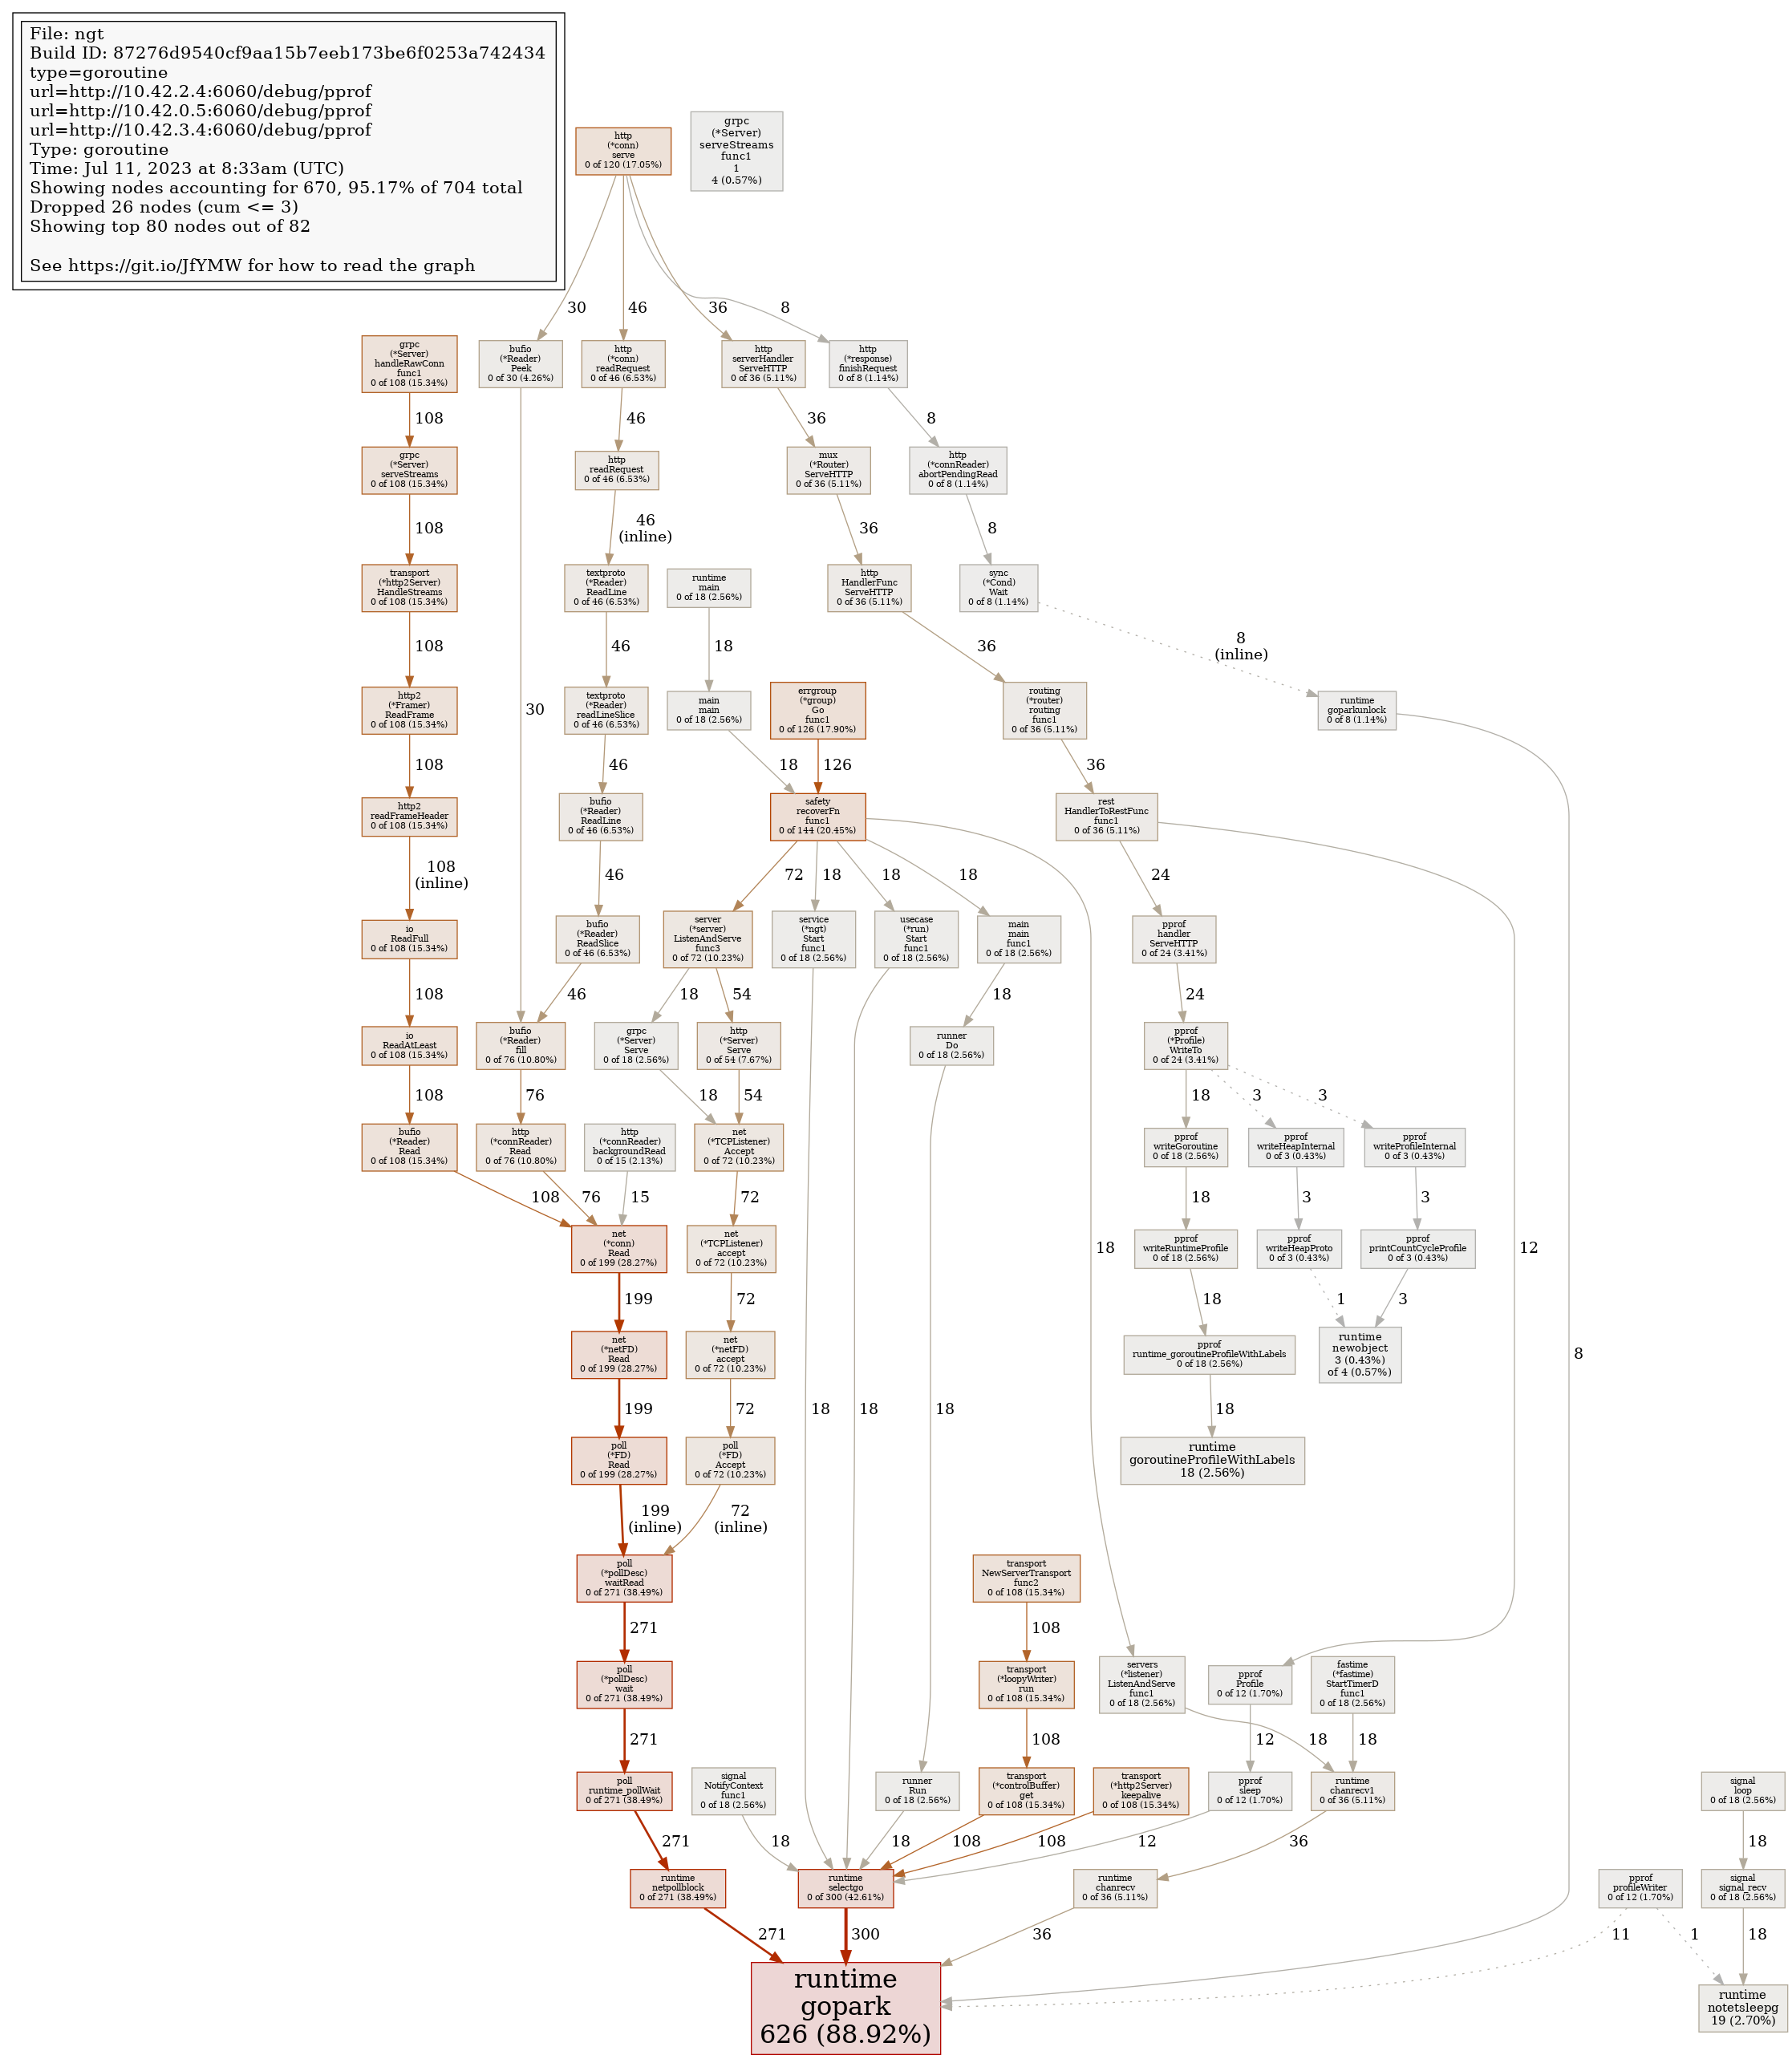 File: ngt
Build ID: 87276d9540cf9aa15b7eeb173be6f0253a742434
type=goroutine
url=http://10.42.2.4:6060/debug/pprof
url=http://10.42.0.5:6060/debug/pprof
url=http://10.42.3.4:6060/debug/pprof
Type: goroutine
Time: Jul 11, 2023 at 8:33am (UTC)
Showing nodes accounting for 670, 95.17% of 704 total
Dropped 26 nodes (cum <= 3)
Showing top 80 nodes out of 82
See https://git.io/JfYMW for how to read the graph
http
(*conn)
serve
0 of 120 (17.05%)
grpc
(*Server)
serveStreams
func1
1
4 (0.57%)
30
46
36
8
grpc
(*Server)
handleRawConn
func1
0 of 108 (15.34%)
bufio
(*Reader)
Peek
0 of 30 (4.26%)
http
(*conn)
readRequest
0 of 46 (6.53%)
http
serverHandler
ServeHTTP
0 of 36 (5.11%)
http
(*response)
finishRequest
0 of 8 (1.14%)
108
46
36
8
grpc
(*Server)
serveStreams
0 of 108 (15.34%)
http
readRequest
0 of 46 (6.53%)
mux
(*Router)
ServeHTTP
0 of 36 (5.11%)
http
(*connReader)
abortPendingRead
0 of 8 (1.14%)
108
46
(inline)
36
8
transport
(*http2Server)
HandleStreams
0 of 108 (15.34%)
textproto
(*Reader)
ReadLine
0 of 46 (6.53%)
runtime
main
0 of 18 (2.56%)
http
HandlerFunc
ServeHTTP
0 of 36 (5.11%)
sync
(*Cond)
Wait
0 of 8 (1.14%)
108
46
18
36
8
(inline)
http2
(*Framer)
ReadFrame
0 of 108 (15.34%)
30
textproto
(*Reader)
readLineSlice
0 of 46 (6.53%)
main
main
0 of 18 (2.56%)
errgroup
(*group)
Go
func1
0 of 126 (17.90%)
routing
(*router)
routing
func1
0 of 36 (5.11%)
runtime
goparkunlock
0 of 8 (1.14%)
108
46
18
126
36
http2
readFrameHeader
0 of 108 (15.34%)
bufio
(*Reader)
ReadLine
0 of 46 (6.53%)
safety
recoverFn
func1
0 of 144 (20.45%)
rest
HandlerToRestFunc
func1
0 of 36 (5.11%)
108
(inline)
46
72
18
18
18
24
io
ReadFull
0 of 108 (15.34%)
bufio
(*Reader)
ReadSlice
0 of 46 (6.53%)
server
(*server)
ListenAndServe
func3
0 of 72 (10.23%)
service
(*ngt)
Start
func1
0 of 18 (2.56%)
usecase
(*run)
Start
func1
0 of 18 (2.56%)
main
main
func1
0 of 18 (2.56%)
pprof
handler
ServeHTTP
0 of 24 (3.41%)
108
46
18
54
18
24
io
ReadAtLeast
0 of 108 (15.34%)
bufio
(*Reader)
fill
0 of 76 (10.80%)
grpc
(*Server)
Serve
0 of 18 (2.56%)
http
(*Server)
Serve
0 of 54 (7.67%)
runner
Do
0 of 18 (2.56%)
pprof
(*Profile)
WriteTo
0 of 24 (3.41%)
108
76
18
54
18
3
3
bufio
(*Reader)
Read
0 of 108 (15.34%)
http
(*connReader)
Read
0 of 76 (10.80%)
http
(*connReader)
backgroundRead
0 of 15 (2.13%)
net
(*TCPListener)
Accept
0 of 72 (10.23%)
pprof
writeGoroutine
0 of 18 (2.56%)
pprof
writeHeapInternal
0 of 3 (0.43%)
pprof
writeProfileInternal
0 of 3 (0.43%)
108
76
15
72
18
3
3
net
(*conn)
Read
0 of 199 (28.27%)
net
(*TCPListener)
accept
0 of 72 (10.23%)
18
pprof
writeRuntimeProfile
0 of 18 (2.56%)
pprof
writeHeapProto
0 of 3 (0.43%)
pprof
printCountCycleProfile
0 of 3 (0.43%)
12
199
72
18
1
3
net
(*netFD)
Read
0 of 199 (28.27%)
net
(*netFD)
accept
0 of 72 (10.23%)
pprof
runtime_goroutineProfileWithLabels
0 of 18 (2.56%)
runtime
newobject
3 (0.43%)
of 4 (0.57%)
8
199
72
18
18
18
18
poll
(*FD)
Read
0 of 199 (28.27%)
poll
(*FD)
Accept
0 of 72 (10.23%)
runtime
goroutineProfileWithLabels
18 (2.56%)
199
(inline)
72
(inline)
poll
(*pollDesc)
waitRead
0 of 271 (38.49%)
transport
NewServerTransport
func2
0 of 108 (15.34%)
271
108
poll
(*pollDesc)
wait
0 of 271 (38.49%)
transport
(*loopyWriter)
run
0 of 108 (15.34%)
servers
(*listener)
ListenAndServe
func1
0 of 18 (2.56%)
pprof
Profile
0 of 12 (1.70%)
fastime
(*fastime)
StartTimerD
func1
0 of 18 (2.56%)
271
108
12
18
18
poll
runtime_pollWait
0 of 271 (38.49%)
signal
NotifyContext
func1
0 of 18 (2.56%)
runner
Run
0 of 18 (2.56%)
transport
(*controlBuffer)
get
0 of 108 (15.34%)
transport
(*http2Server)
keepalive
0 of 108 (15.34%)
pprof
sleep
0 of 12 (1.70%)
runtime
chanrecv1
0 of 36 (5.11%)
signal
loop
0 of 18 (2.56%)
271
18
18
108
108
12
36
18
runtime
netpollblock
0 of 271 (38.49%)
runtime
selectgo
0 of 300 (42.61%)
runtime
chanrecv
0 of 36 (5.11%)
pprof
profileWriter
0 of 12 (1.70%)
signal
signal_recv
0 of 18 (2.56%)
271
300
36
11
1
18
runtime
gopark
626 (88.92%)
runtime
notetsleepg
19 (2.70%)